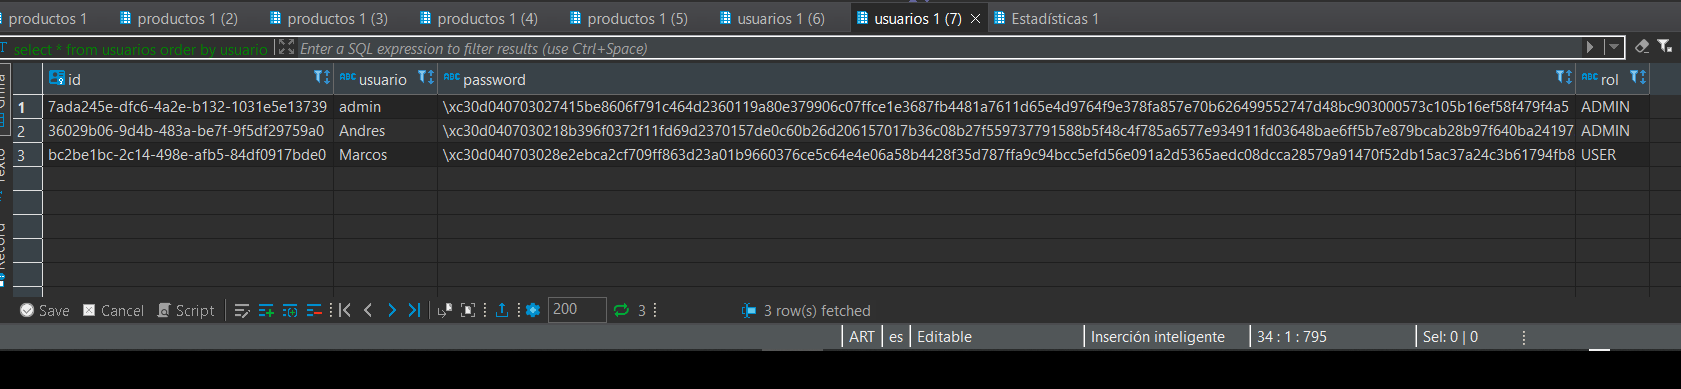 productos 1 productos 1 (2) productos 1 (3) productos 1 (4) productos 1 (5) usuarios 1 (6) usuarios 1 (7) Estadísticas 1
select * from usuarios order by usuario Enter a SQL expression to filter results (use Ctrl+Space)
id ABC usuario ABC password ABC rol
1 7ada245e-dfc6-4a2e-b132-1031e5e13739 admin \xc30d040703027415be8606f791c464d2360119a80e379906c07ffce1e3687fb4481a7611d65e4d9764f9e378fa857e70b626499552747d48bc903000573c105b16ef58f479f4a5 ADMIN
2 36029b06-9d4b-483a-be7f-9f5df29759a0 Andres \xc30d0407030218b396f0372f11fd69d2370157de0c60b26d206157017b36c08b27f559737791588b5f48c4f785a6577e934911fd03648bae6ff5b7e879bcab28b97f640ba24197 ADMIN
3 bc2be1bc-2c14-498e-afb5-84df0917bde0 Marcos \xc30d040703028e2ebca2cf709ff863d23a01b9660376ce5c64e4e06a58b4428f35d787ffa9c94bcc5efd56e091a2d5365aedc08dcca28579a91470f52db15ac37a24c3b61794fb8 USER
Texto
Record
Save Cancel Script 200 3 3 row(s) fetched
ART es Editable Inserción inteligente 34 : 1 : 795 Sel: 0 | 0